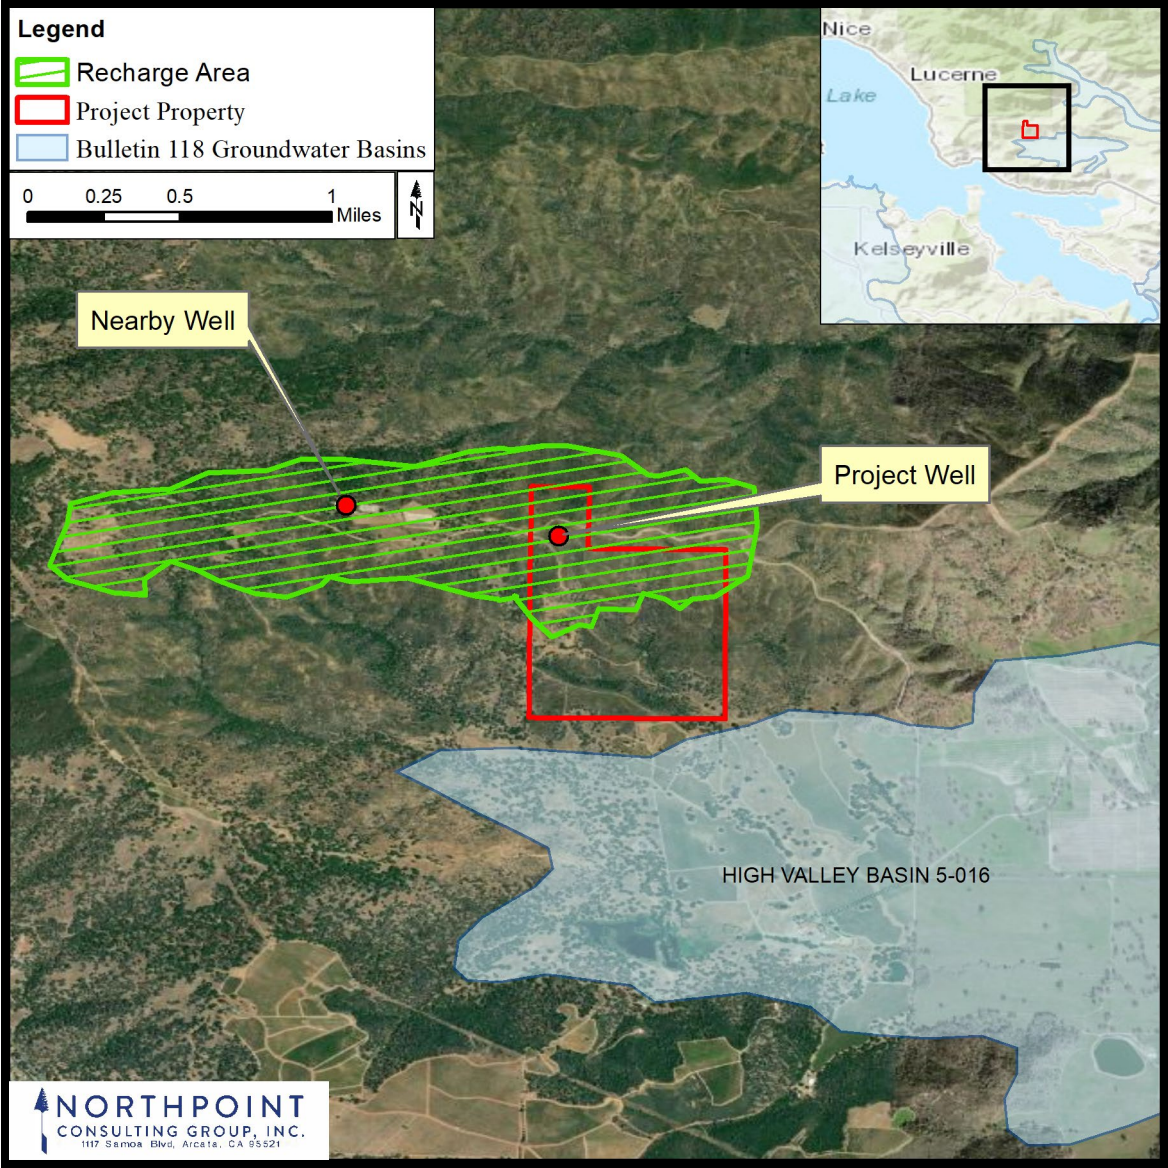 Legend
Recharge Area
Project Property
Bulletin 118 Groundwater Basins
0 0.25 0.5 1
Miles
N
Nice
Lucerne
Lake
Kelseyville
Nearby Well
Project Well
HIGH VALLEY BASIN 5-016
NORTHPOINT
CONSULTING GROUP, INC.
1117 Samoa Blvd, Arcata, CA 95521